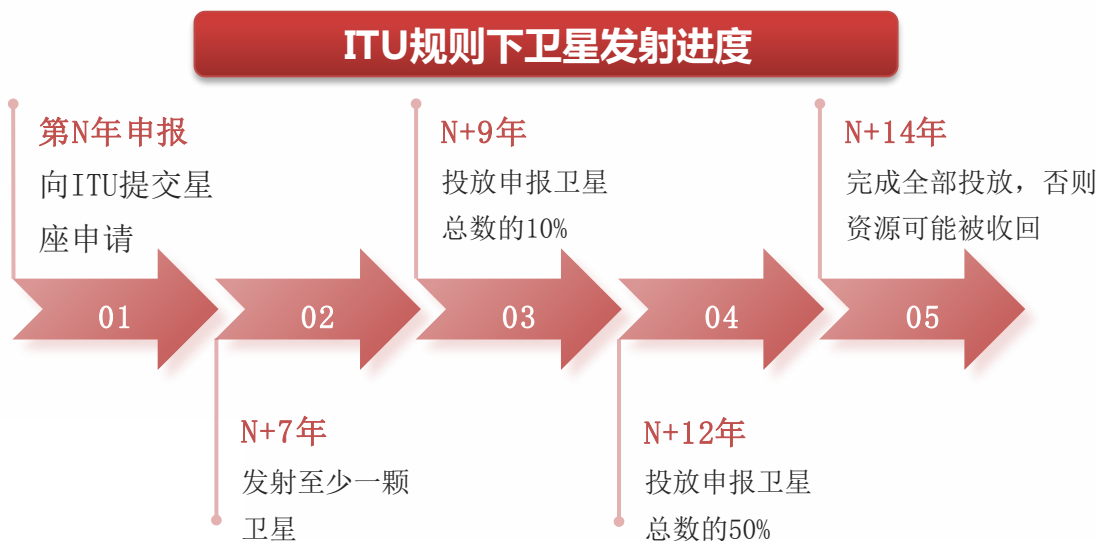 ITU规则下卫星发射进度
第N年申报
向ITU提交星
座申请
01
N+7年
发射至少一颗
卫星
02
N+9年
投放申报卫星
总数的10%
03
N+12年
投放申报卫星
总数的50%
04
N+14年
完成全部投放，否则
资源可能被收回
05